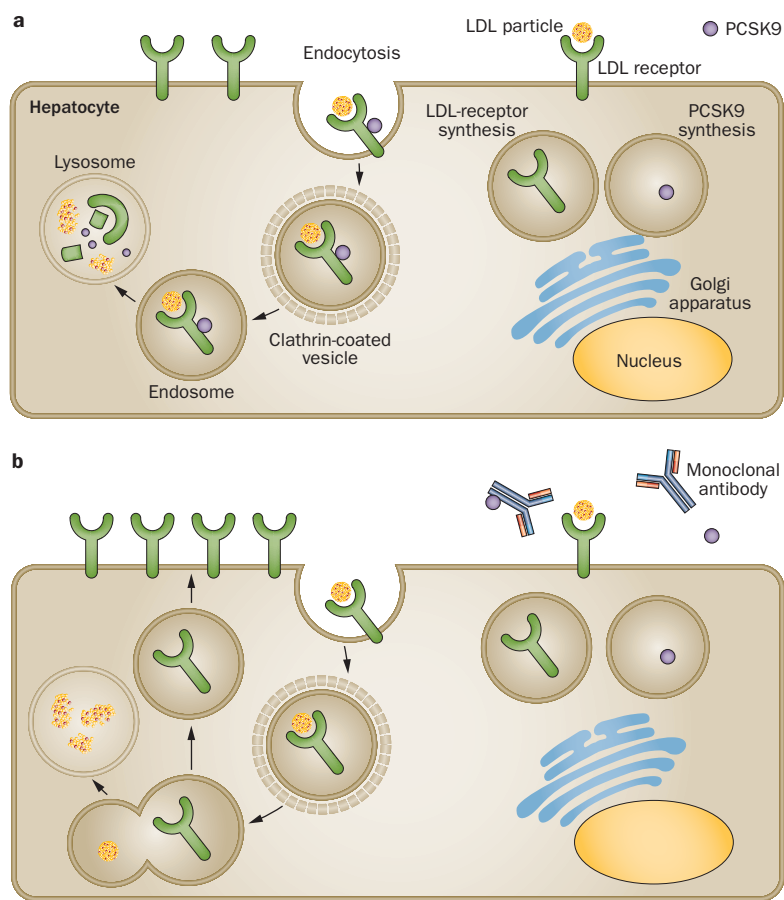 a
LDL particle
PCSK9
Endocytosis
LDL receptor
Hepatocyte
LDL-receptor
synthesis
PCSK9
synthesis
Lysosome
Golgi
apparatus
Clathrin-coated
vesicle
Nucleus
Endosome
b
Monoclonal
antibody